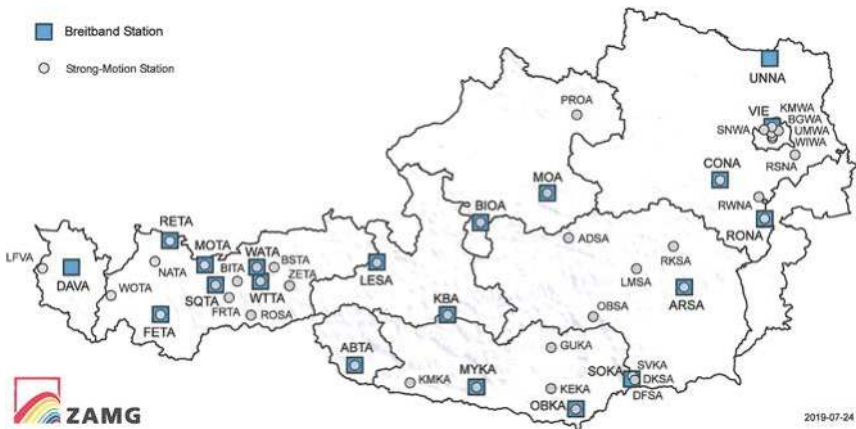 Breitband Station
Strong-Motion Station
UNNA
PROA
VIE
KMWA
BGWA
SNWA
UMWA
WIWA
RSNA
CONA
MOA
RWNA
BIOA
RONA
RETA
ADSA
MOTA
WATA
BSTA
RKSA
LFVA
NATA
BITA
ZETA
LESA
LMSA
DAVA
WOTA
SQTA
WTTA
ARSA
FRTA
ROSA
KBA
OBSA
FETA
GUKA
ABTA
SOKA
SVKA
KMKA
MYKA
KEKA
DKSA
DFSA
OBKA
ZAMG
2019-07-24